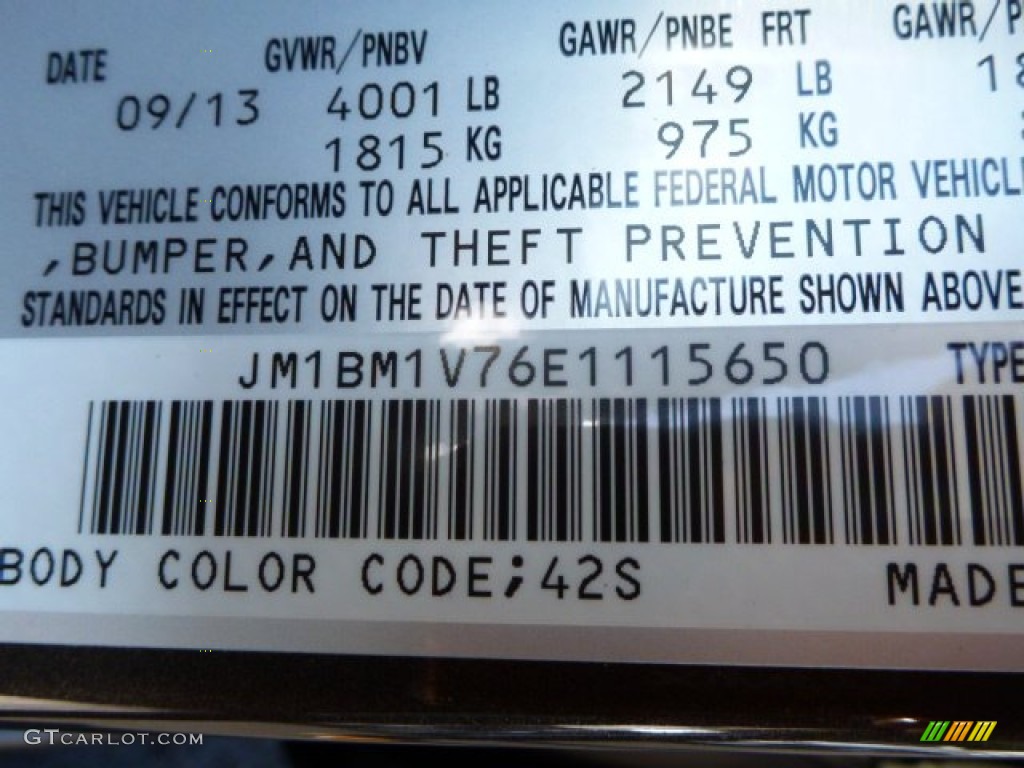 DATE GVWR/PNBV GAWR/PNBE FRT GAWR/P
09/13 4001 LB 2149 LB 18
1815 KG 975 KG
THIS VEHICLE CONFORMS TO ALL APPLICABLE FEDERAL MOTOR VEHICL
,BUMPER,AND THEFT PREVENTION
STANDARDS IN EFFECT ON THE DATE OF MANUFACTURE SHOWN ABOVE
JM1BM1V76E1115650 TYPE
BODY COLOR CODE;42S MADE
GTCARLOT.COM